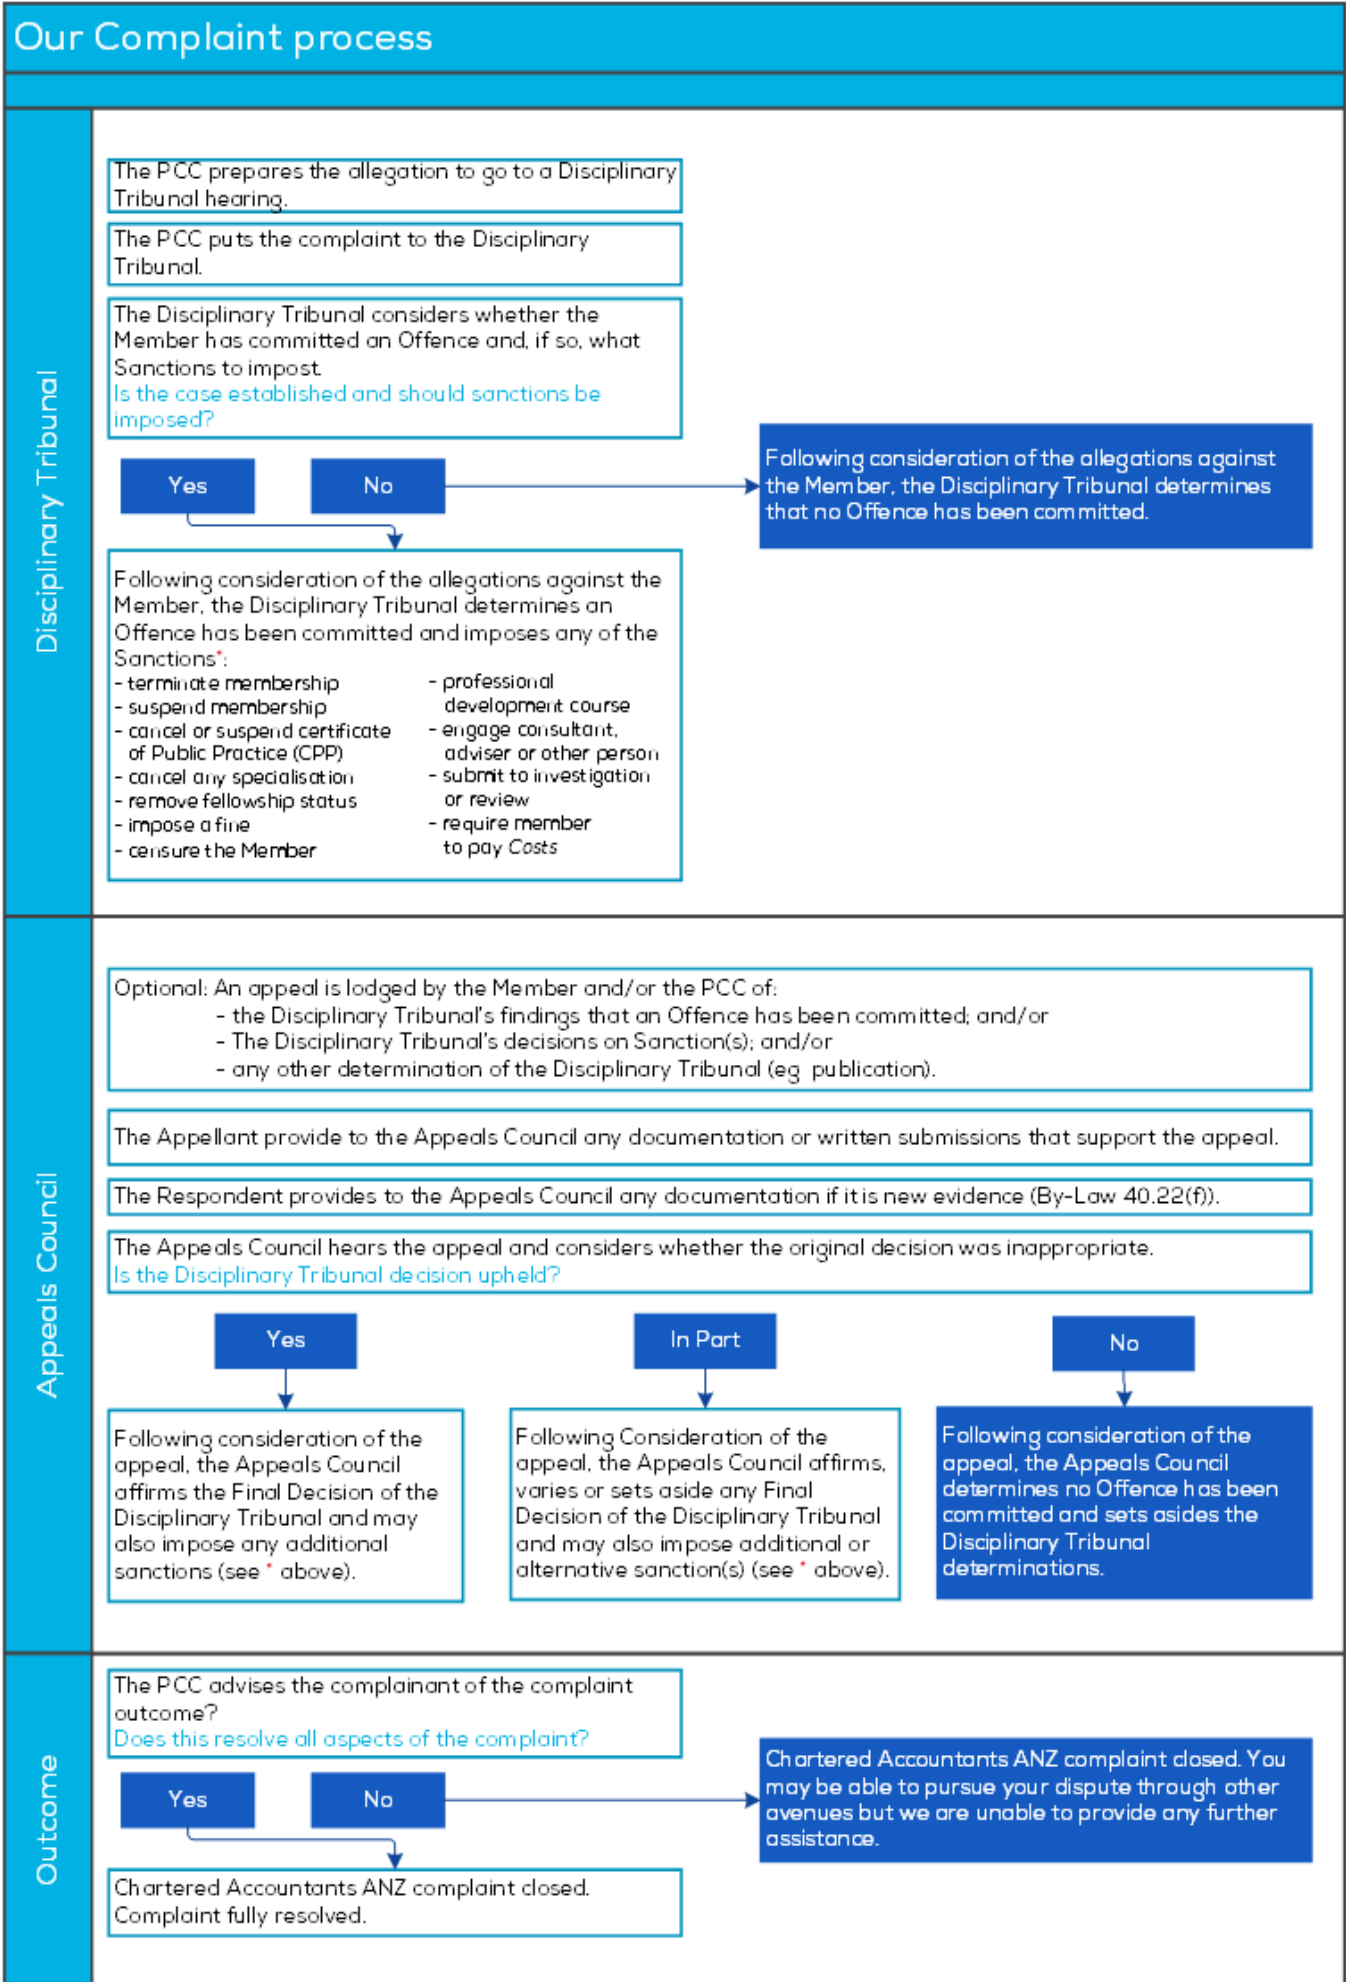 Our Complaint process
Disciplinary Tribunal
The PCC prepares the allegation to go to a Disciplinary
Tribunal hearing.
The PCC puts the complaint to the Disciplinary
Tribunal.
The Disciplinary Tribunal considers whether the
Member has committed an Offence and, if so, what
Sanctions to impost.
Is the case established and should sanctions be
imposed?
Yes
No
Following consideration of the allegations against
the Member, the Disciplinary Tribunal determines
that no Offence has been committed.
Following consideration of the allegations against the
Member, the Disciplinary Tribunal determines an
Offence has been committed and imposes any of the
Sanctions*:
- terminate membership
- suspend membership
- cancel or suspend certificate
of Public Practice (CPP)
- cancel any specialisation
- remove fellowship status
- impose a fine
- censure the Member
- professional
development course
- engage consultant,
adviser or other person
- submit to investigation
or review
- require member
to pay Costs
Appeals Council
Optional: An appeal is lodged by the Member and/or the PCC of:
- the Disciplinary Tribunal's findings that an Offence has been committed; and/or
- The Disciplinary Tribunal's decisions on Sanction(s); and/or
- any other determination of the Disciplinary Tribunal (eg publication).
The Appellant provide to the Appeals Council any documentation or written submissions that support the appeal.
The Respondent provides to the Appeals Council any documentation if it is new evidence (By-Law 40.22(f)).
The Appeals Council hears the appeal and considers whether the original decision was inappropriate.
Is the Disciplinary Tribunal decision upheld?
Yes
In Part
No
Following consideration of the
appeal, the Appeals Council
affirms the Final Decision of the
Disciplinary Tribunal and may
also impose any additional
sanctions (see * above).
Following Consideration of the
appeal, the Appeals Council affirms,
varies or sets aside any Final
Decision of the Disciplinary Tribunal
and may also impose additional or
alternative sanction(s) (see * above).
Following consideration of the
appeal, the Appeals Council
determines no Offence has been
committed and sets asides the
Disciplinary Tribunal
determinations.
Outcome
The PCC advises the complainant of the complaint
outcome?
Does this resolve all aspects of the complaint?
Yes
No
Chartered Accountants ANZ complaint closed. You
may be able to pursue your dispute through other
avenues but we are unable to provide any further
assistance.
Chartered Accountants ANZ complaint closed.
Complaint fully resolved.